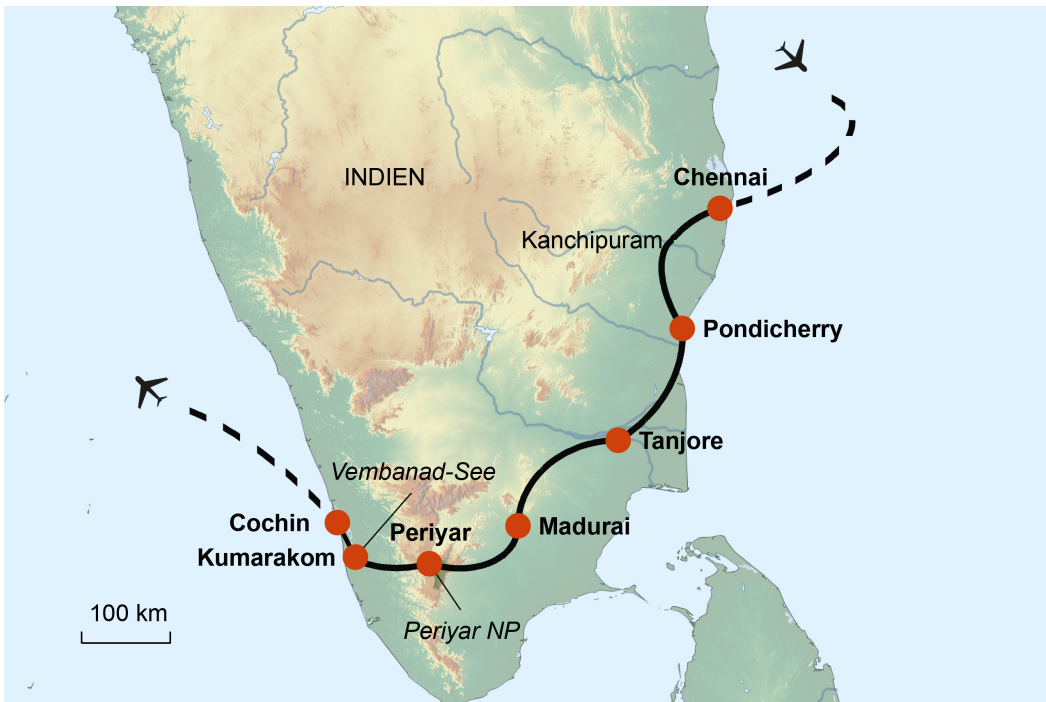 Chennai
INDIEN
Kanchipuram
Pondicherry
Tanjore
Vembanad-See
Cochin
Madurai
Periyar
Kumarakom
100 km
Periyar NP